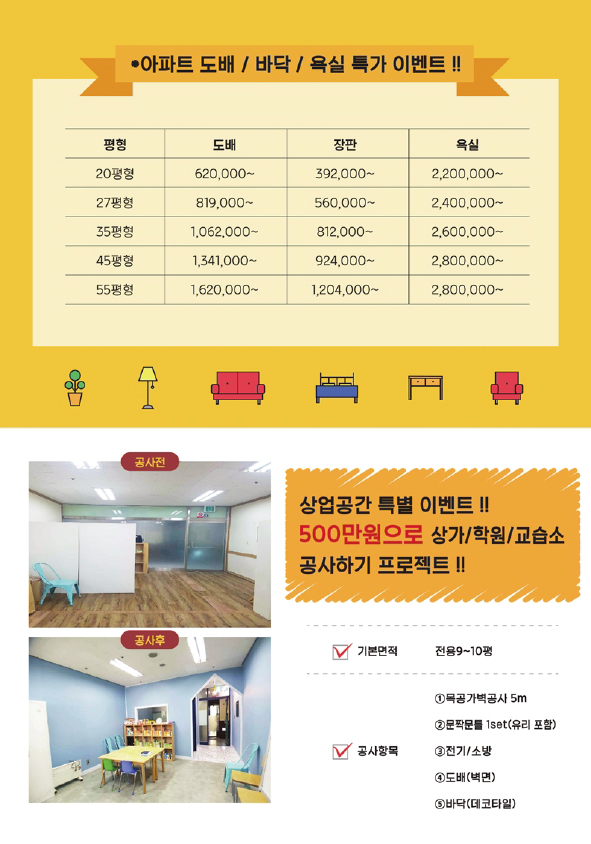 •아파트 도배 / 바닥 / 욕실 특가 이벤트 !!
평형 도배 장판 욕실
20평형 620,000~ 392,000~ 2,200,000~
27평형 819,000~ 560,000~ 2,400,000~
35평형 1,062,000~ 812,000~ 2,600,000~
45평형 1,341,000~ 924,000~ 2,800,000~
55평형 1,620,000~ 1,204,000~ 2,800,000~
공사전
공사후
상업공간 특별 이벤트 !!
500만원으로 상가/학원/교습소
공사하기 프로젝트 !!
기본면적 전용9~10평
공사항목
①목공가벽공사 5m
②문짝문틀 1set(유리 포함)
③전기/소방
④도배(벽면)
⑤바닥(데코타일)